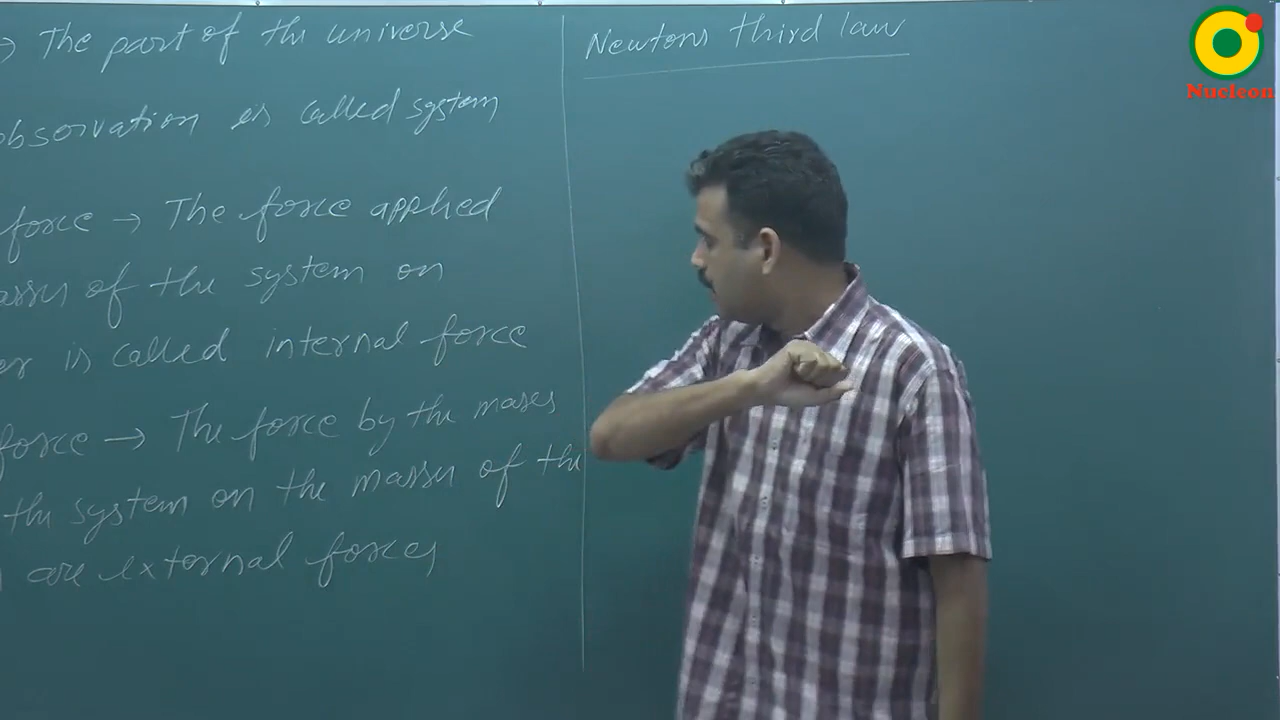 → The part of the universe
observation is called system
force → The force applied
of the system on
is called internal force
force → The force by the mases
the system on the masses of the
are external forces
Newtons third law
Nucleon